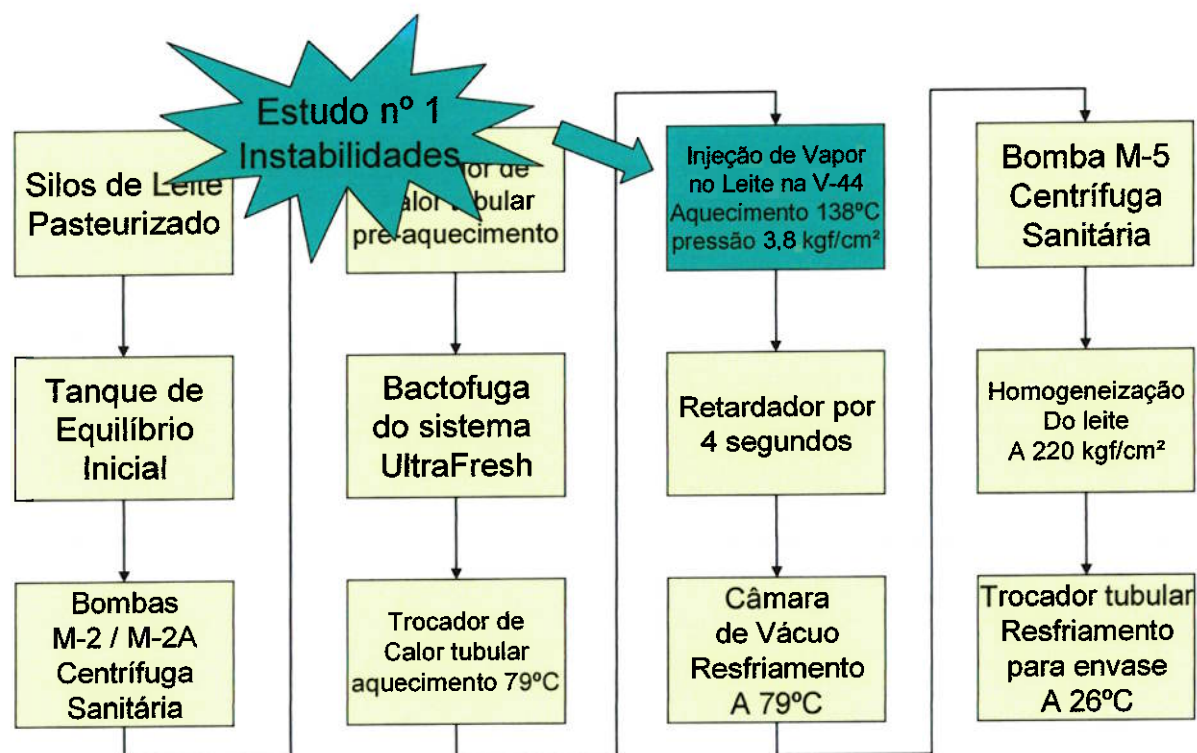 Estudo nº 1
Instabilidades
Silos de Leite
Pasteurizado
Tanque de
Equilíbrio
Inicial
Bombas
M-2 / M-2A
Centrífuga
Sanitária
de
tubular
pré-aquecimento
Bactofuga
do sistema
UltraFresh
Trocador de
Calor tubular
aquecimento 79ºC
Injeção de Vapor
no Leite na V-44
Aquecimento 138ºC
pressão 3,8 kgf/cm²
Retardador por
4 segundos
Câmara
de Vácuo
Resfriamento
A 79ºC
Bomba M-5
Centrífuga
Sanitária
Homogeneização
Do leite
A 220 kgf/cm²
Trocador tubular
Resfriamento
para envase
A 26ºC